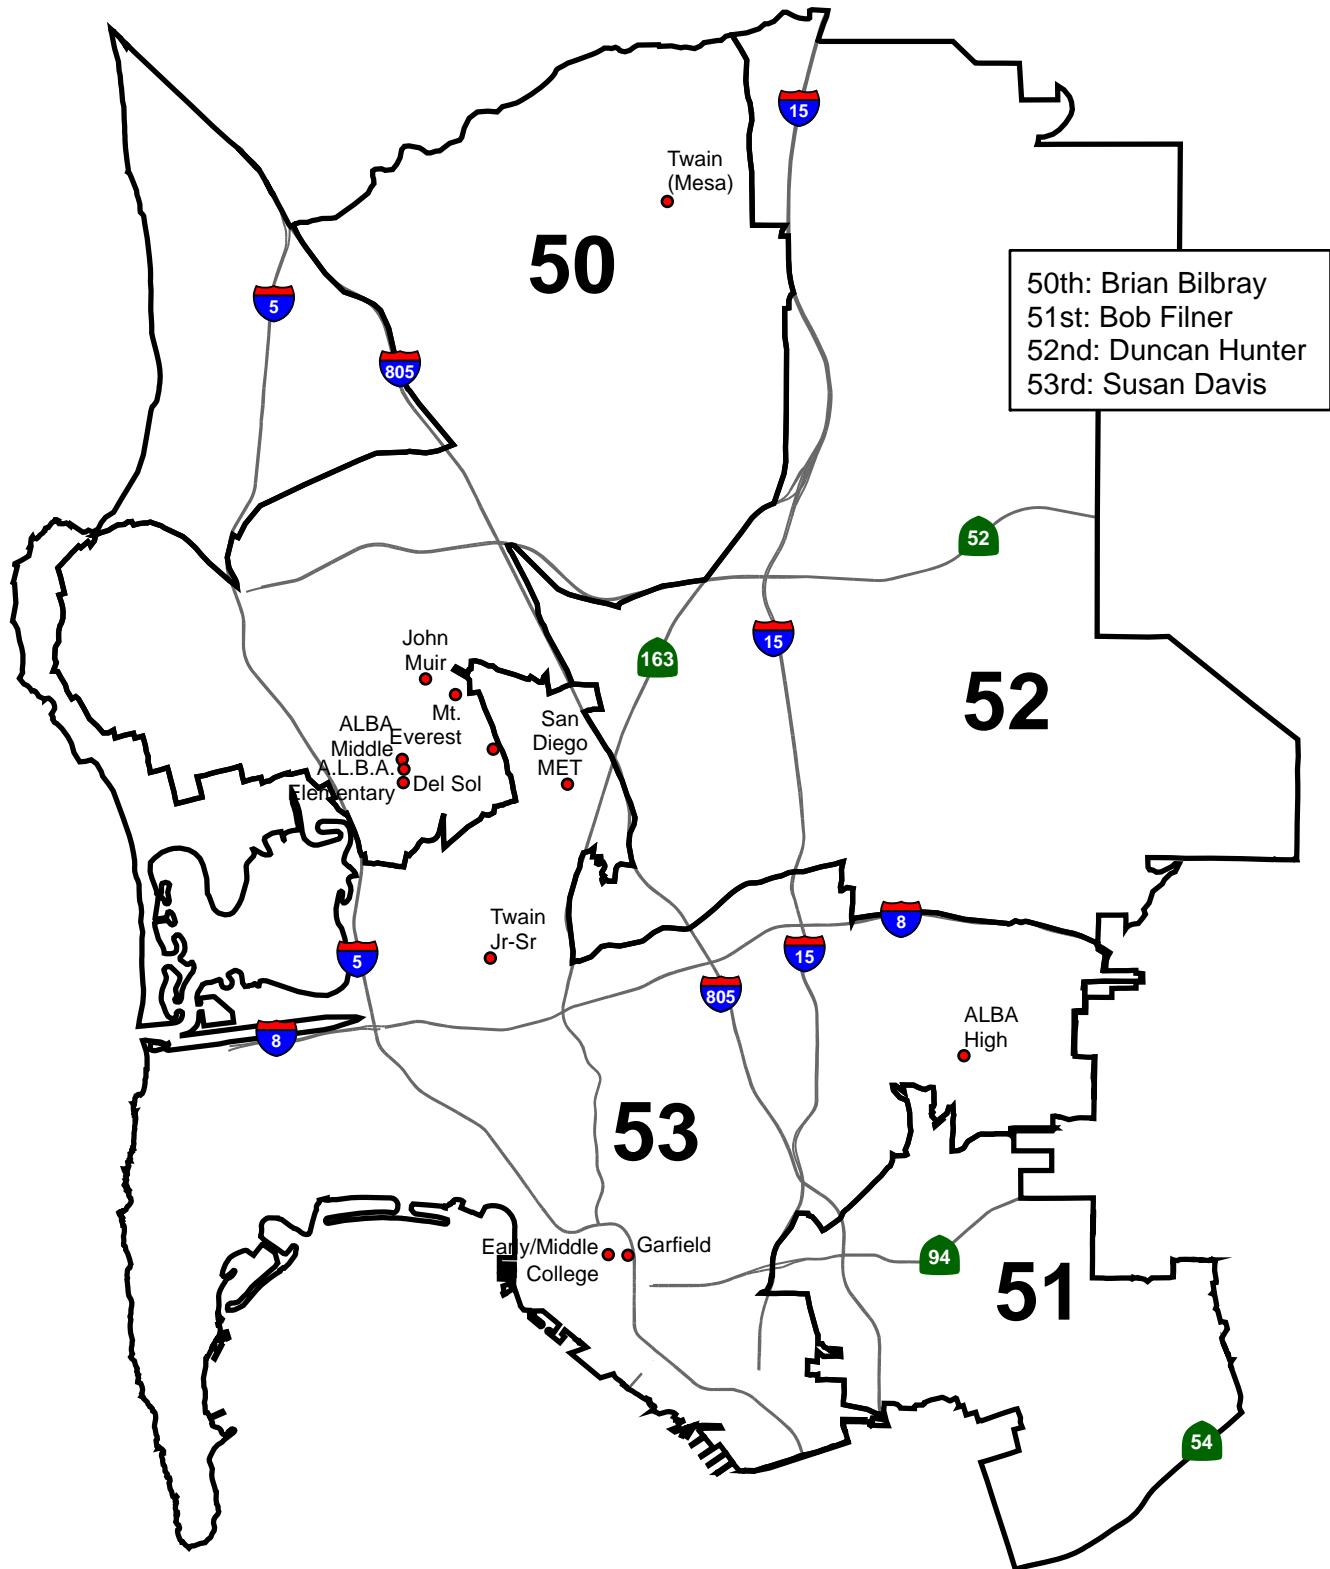 15
Twain
(Mesa)
50
50th: Brian Bilbray
51st: Bob Filner
52nd: Duncan Hunter
53rd: Susan Davis
5
805
52
15
163
John
Muir
52
Mt.
Everest
San
Diego
MET
ALBA
Middle
A.L.B.A.
Elementary
Del Sol
Twain
Jr-Sr
8
5
15
805
8
ALBA
High
53
Early/Middle
College
Garfield
94
51
54